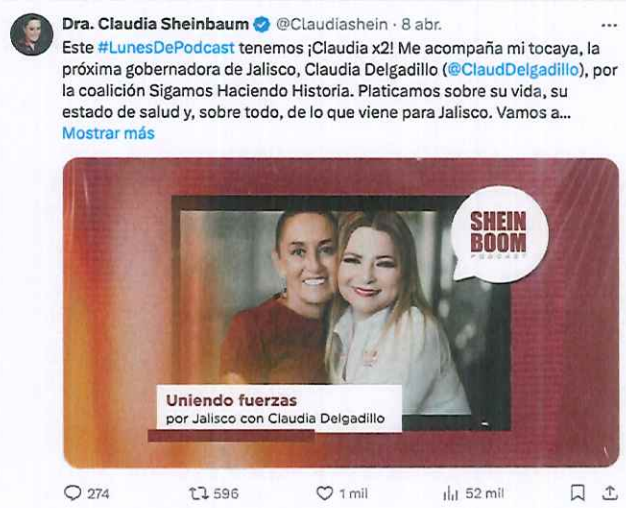 Dra. Claudia Sheinbaum @Claudiashein · 8 abr.
Este #LunesDePodcast tenemos ¡Claudia x2! Me acompaña mi tocaya, la
próxima gobernadora de Jalisco, Claudia Delgadillo (@ClaudDelgadillo), por
la coalición Sigamos Haciendo Historia. Platicamos sobre su vida, su
estado de salud y, sobre todo, de lo que viene para Jalisco. Vamos a...
Mostrar más
SHEIN
BOOM
PODCAST
Uniendo fuerzas
por Jalisco con Claudia Delgadillo
274 596 1 mil 52 mil